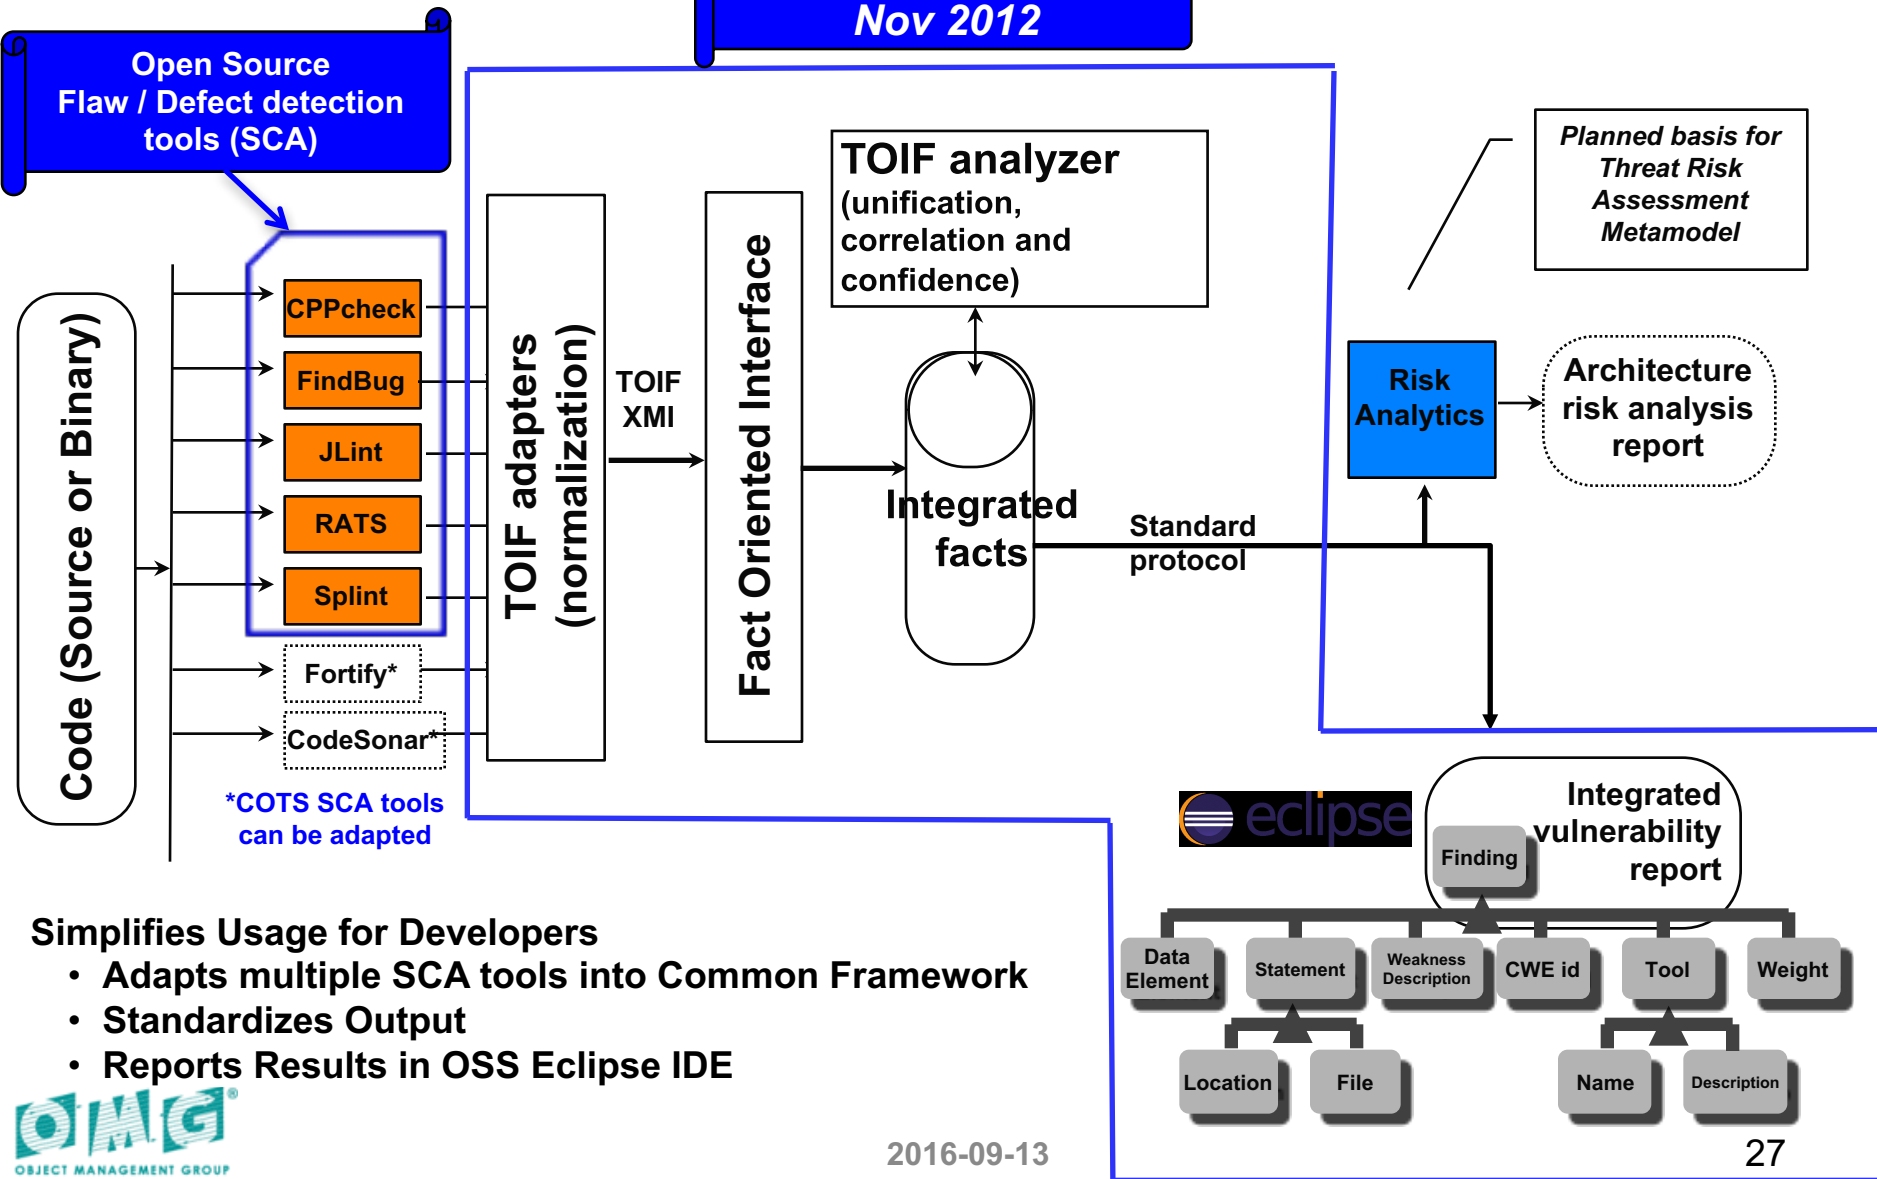 Nov 2012
Open Source
Flaw / Defect detection
tools (SCA)
TOIF analyzer
(unification,
correlation and
confidence)
Planned basis for
Threat Risk
Assessment
Metamodel
Code (Source or Binary)
CPPcheck
FindBug
JLint
RATS
Splint
Fortify*
CodeSonar*
*COTS SCA tools
can be adapted
TOIF adapters
(normalization)
TOIF
XMI
Fact Oriented Interface
Integrated
facts
Standard
protocol
Risk
Analytics
Architecture
risk analysis
report
eclipse
Integrated
vulnerability
report
Finding
Data
Element
Statement
Weakness
Description
CWE id
Tool
Weight
Location
File
Name
Description
Simplifies Usage for Developers
• Adapts multiple SCA tools into Common Framework
• Standardizes Output
• Reports Results in OSS Eclipse IDE
OMG®
OBJECT MANAGEMENT GROUP
2016-09-13
27